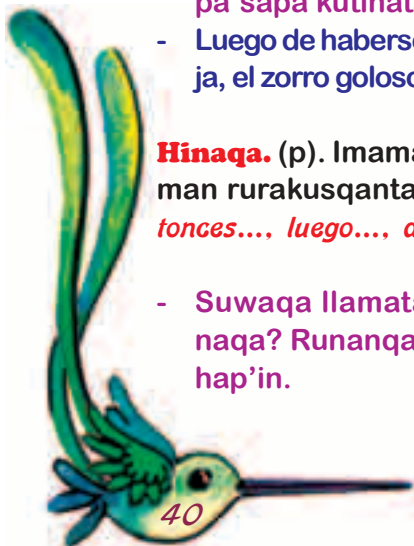 pa sapa kutinat
- Luego de haberse
ja, el zorro goloso
Hinaqa. (p). Imama
man rurakusqanta
tonces..., luego...,
- Suwaqa llamata
naqa? Runanqa
hap'in.
40